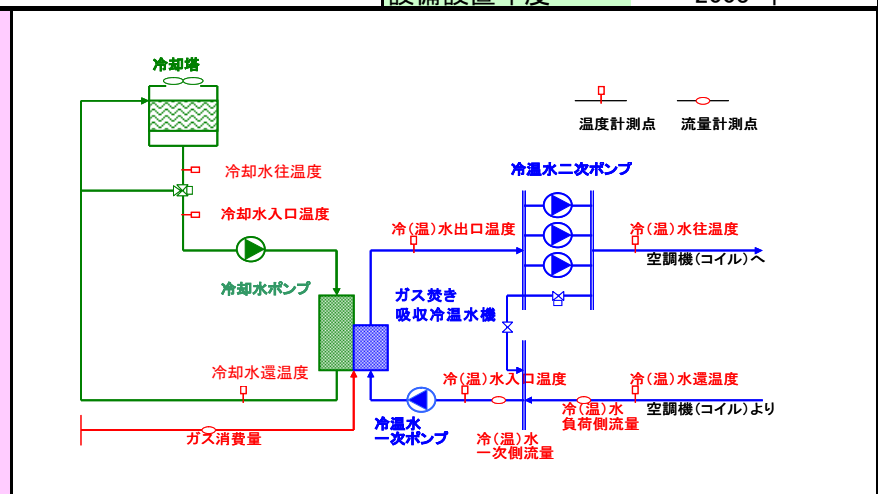 冷却塔
温度計測点
流量計測点
冷却水往温度
冷温水二次ポンプ
冷却水入口温度
冷(温)水出口温度
冷(温)水往温度
空調機(コイル)へ
冷却水ポンプ
ガス焚き
吸収冷温水機
冷却水還温度
冷(温)水入口温度
冷(温)水還温度
冷(温)水
負荷側流量
空調機(コイル)より
ガス消費量
冷温水
一次ポンプ
冷(温)水
一次側流量